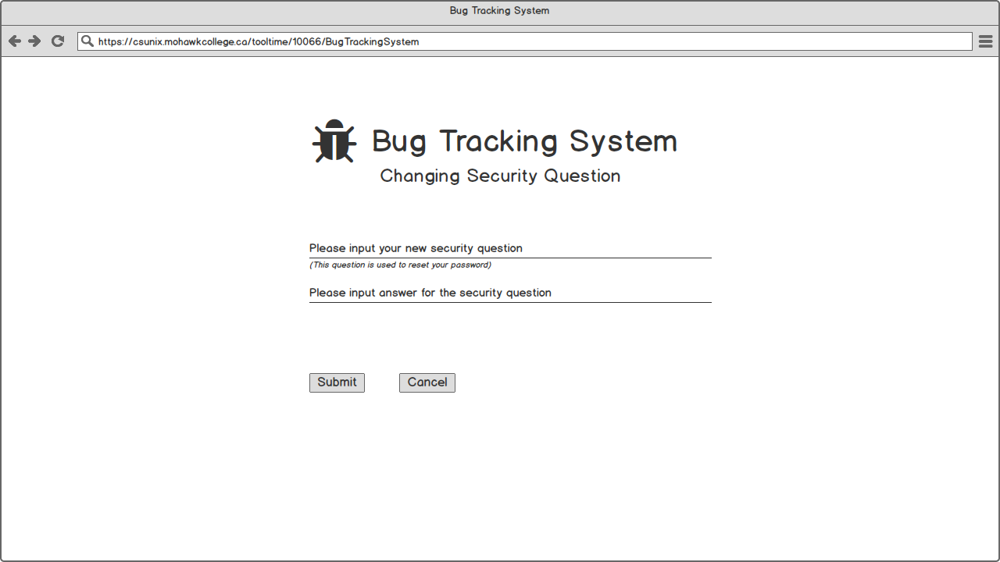 Bug Tracking System
https://csunix.mohawkcollege.ca/tooltime/10066/BugTrackingSystem
Bug Tracking System
Changing Security Question
Please input your new security question
(This question is used to reset your password)
Please input answer for the security question
Submit Cancel